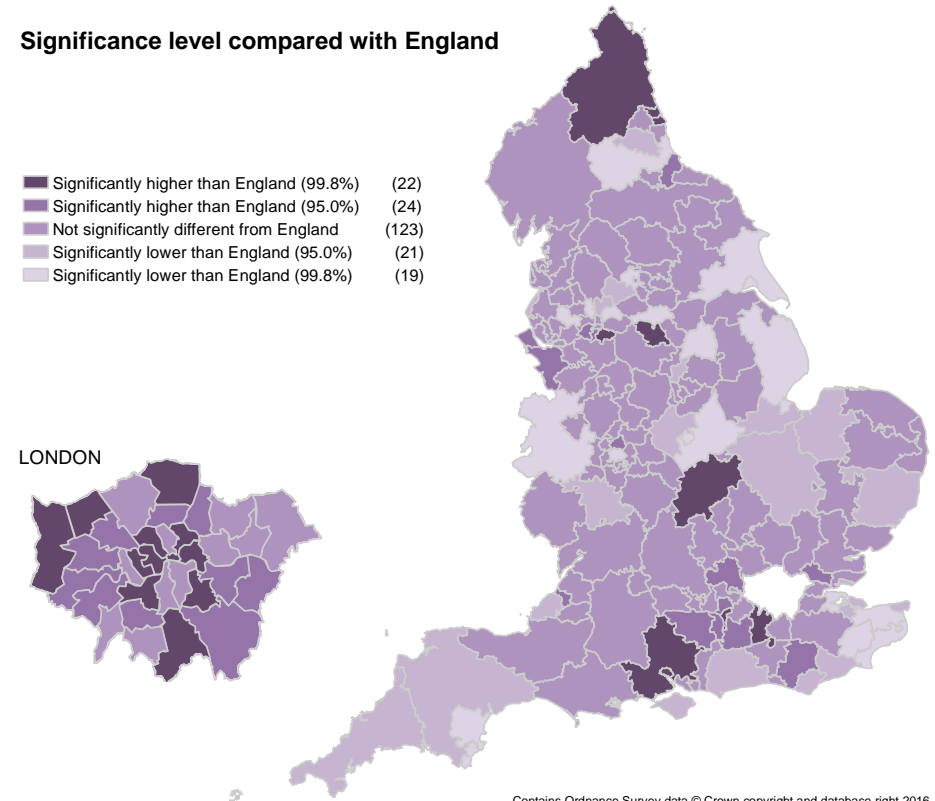 Significance level compared with England
Significantly higher than England (99.8%) (22)
Significantly higher than England (95.0%) (24)
Not significantly different from England (123)
Significantly lower than England (95.0%) (21)
Significantly lower than England (99.8%) (19)
LONDON
Contains Ordnance Survey data © Crown copyright and database right 2016